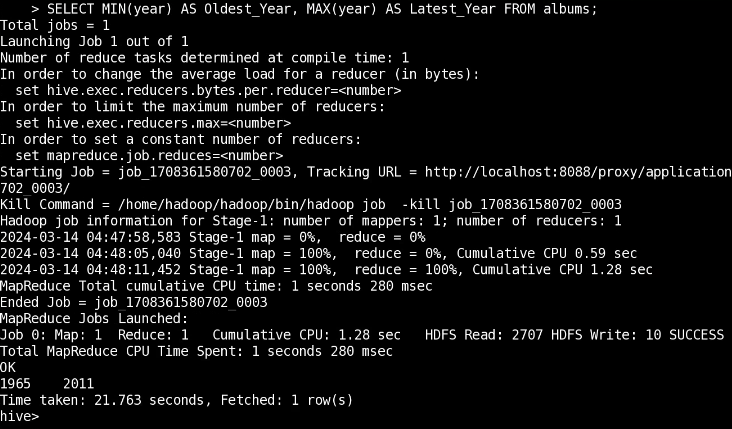 > SELECT MIN(year) AS Oldest_Year, MAX(year) AS Latest_Year FROM albums;
Total jobs = 1
Launching Job 1 out of 1
Number of reduce tasks determined at compile time: 1
In order to change the average load for a reducer (in bytes):
  set hive.exec.reducers.bytes.per.reducer=<number>
In order to limit the maximum number of reducers:
  set hive.exec.reducers.max=<number>
In order to set a constant number of reducers:
  set mapreduce.job.reduces=<number>
Starting Job = job_1708361580702_0003, Tracking URL = http://localhost:8088/proxy/application
702_0003/
Kill Command = /home/hadoop/hadoop/bin/hadoop job  -kill job_1708361580702_0003
Hadoop job information for Stage-1: number of mappers: 1; number of reducers: 1
2024-03-14 04:47:58,583 Stage-1 map = 0%,  reduce = 0%
2024-03-14 04:48:05,040 Stage-1 map = 100%,  reduce = 0%, Cumulative CPU 0.59 sec
2024-03-14 04:48:11,452 Stage-1 map = 100%,  reduce = 100%, Cumulative CPU 1.28 sec
MapReduce Total cumulative CPU time: 1 seconds 280 msec
Ended Job = job_1708361580702_0003
MapReduce Jobs Launched:
Job 0: Map: 1  Reduce: 1   Cumulative CPU: 1.28 sec   HDFS Read: 2707 HDFS Write: 10 SUCCESS
Total MapReduce CPU Time Spent: 1 seconds 280 msec
OK
1965    2011
Time taken: 21.763 seconds, Fetched: 1 row(s)
hive>